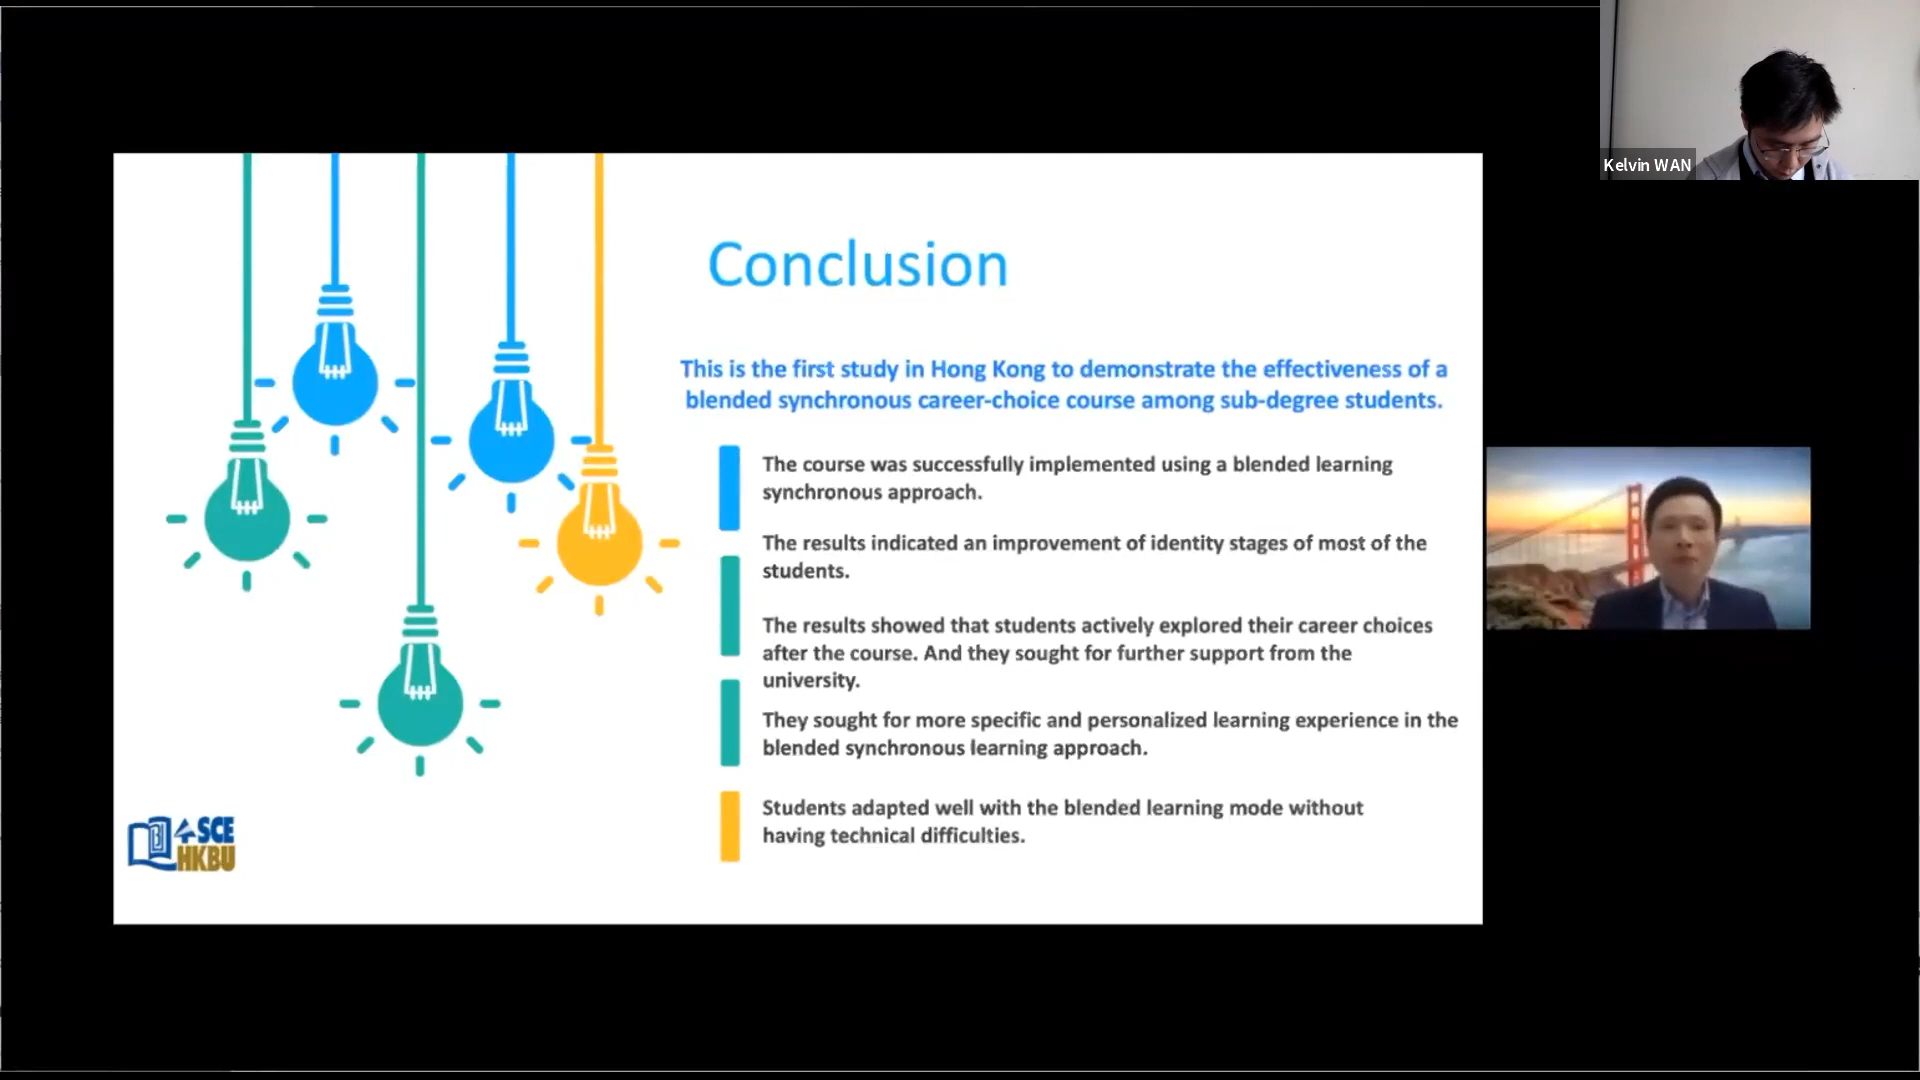 Kelvin WAN
Conclusion
This is the first study in Hong Kong to demonstrate the effectiveness of a
blended synchronous career-choice course among sub-degree students.
The course was successfully implemented using a blended learning
synchronous approach.
The results indicated an improvement of identity stages of most of the
students.
The results showed that students actively explored their career choices
after the course. And they sought for further support from the
university.
They sought for more specific and personalized learning experience in the
blended synchronous learning approach.
Students adapted well with the blended learning mode without
having technical difficulties.
SCE
HKBU